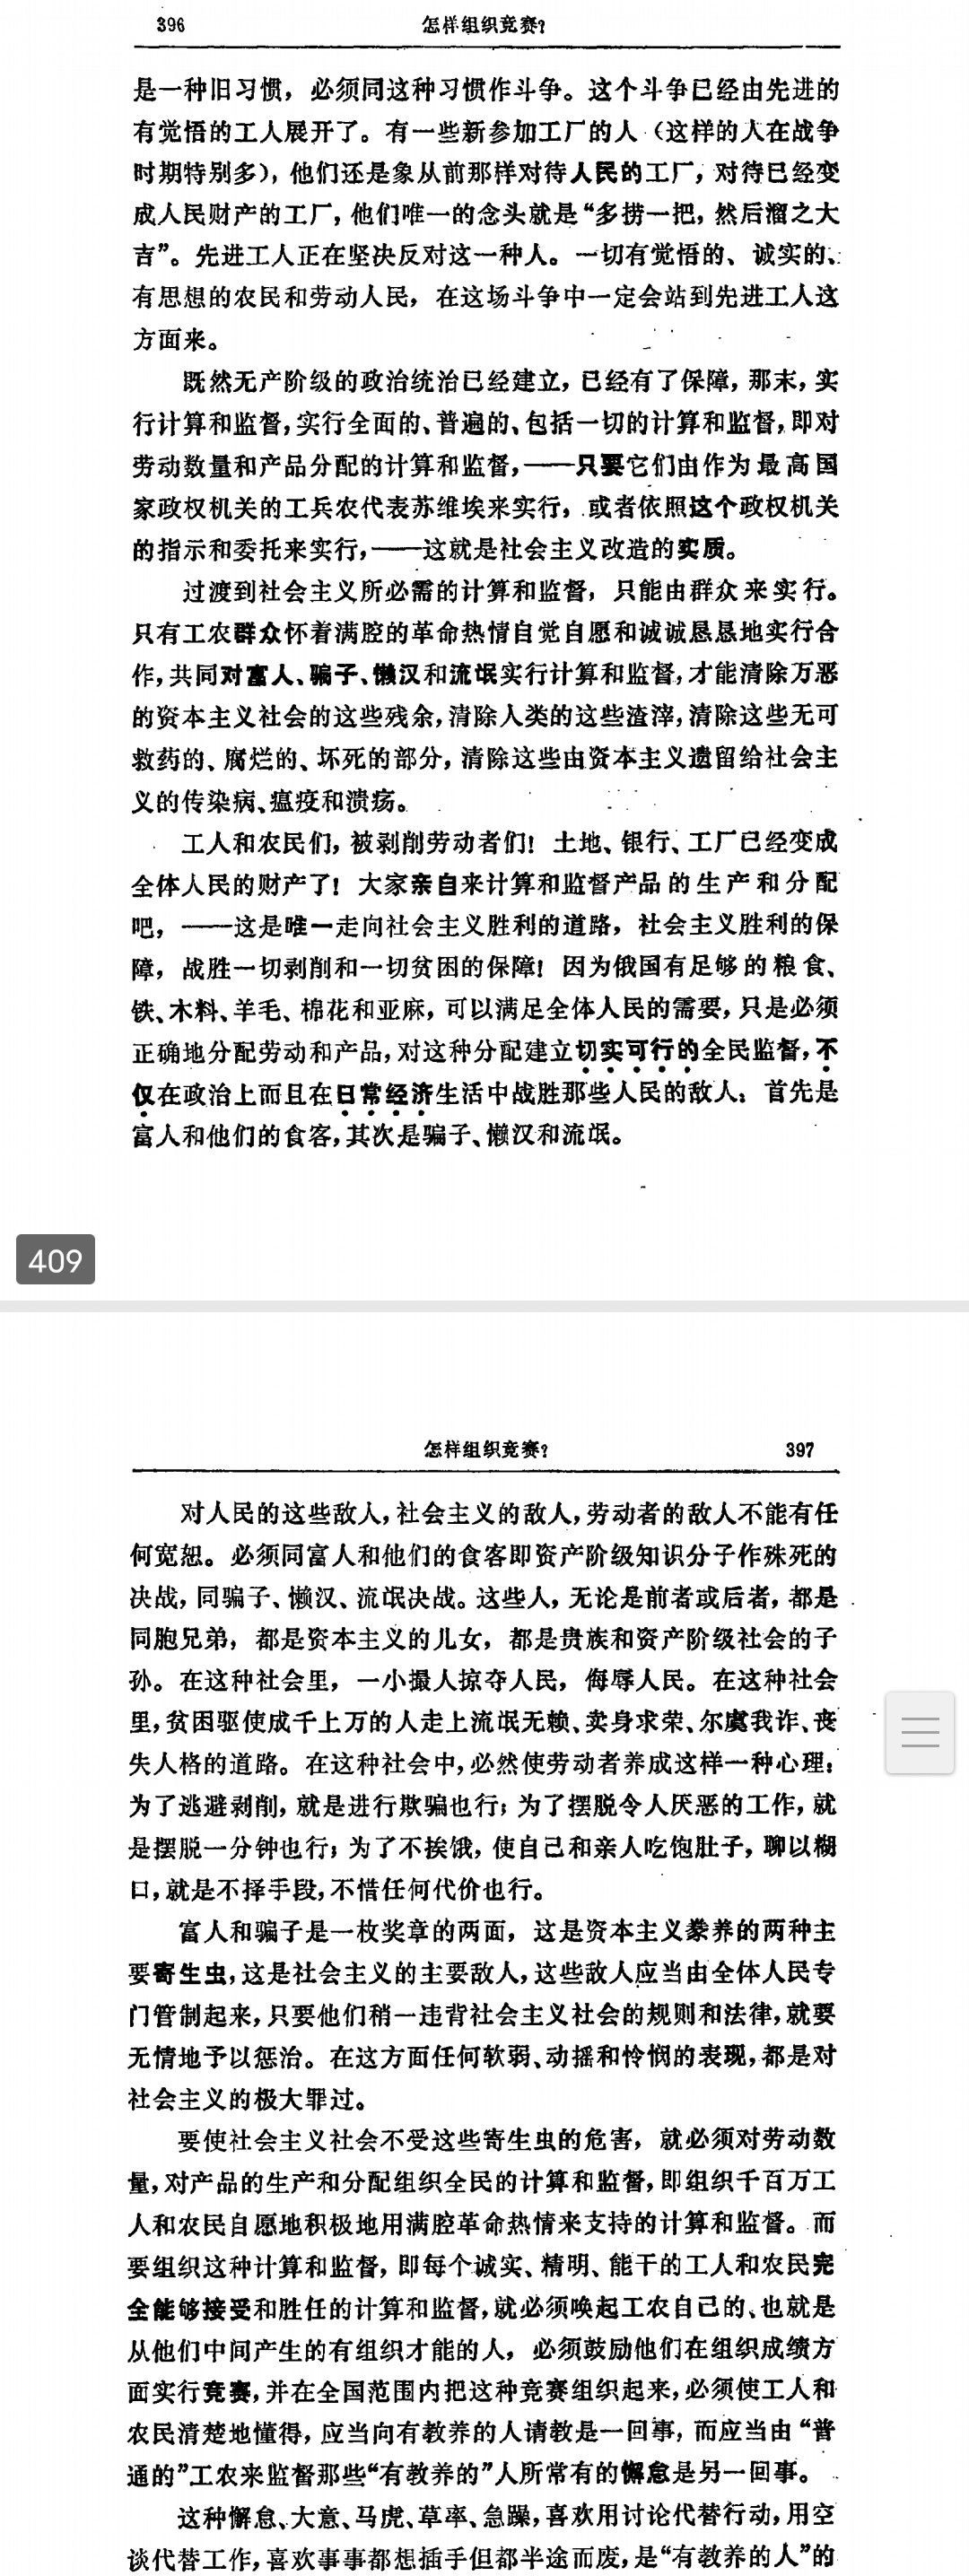 396 怎样组织竞赛?
是一种旧习惯，必须同这种习惯作斗争。这个斗争已经由先进的
有觉悟的工人展开了。有一些新参加工厂的人（这样的人在战争
时期特别多），他们还是象从前那样对待人民的工厂，对待已经变
成人民财产的工厂，他们唯一的念头就是“多捞一把，然后溜之大
吉”。先进工人正在坚决反对这一种人。一切有觉悟的、诚实的、
有思想的农民和劳动人民，在这场斗争中一定会站到先进工人这
方面来。
既然无产阶级的政治统治已经建立，已经有了保障，那末，实
行计算和监督，实行全面的、普遍的、包括一切的计算和监督，即对
劳动数量和产品分配的计算和监督，——只要它们由作为最高国
家政权机关的工兵农代表苏维埃来实行，或者依照这个政权机关
的指示和委托来实行，——这就是社会主义改造的实质。
过渡到社会主义所必需的计算和监督，只能由群众来实行。
只有工农群众怀着满腔的革命热情自觉自愿和诚诚恳恳地实行合
作，共同对富人、骗子、懒汉和流氓实行计算和监督，才能清除万恶
的资本主义社会的这些残余，清除人类的这些渣滓，清除这些无可
救药的、腐烂的、坏死的部分，清除这些由资本主义遗留给社会主
义的传染病、瘟疫和溃疡。
工人和农民们，被剥削劳动者们！土地、银行、工厂已经变成
全体人民的财产了！大家亲自来计算和监督产品的生产和分配
吧，——这是唯一走向社会主义胜利的道路，社会主义胜利的保
障，战胜一切剥削和一切贫困的保障！因为俄国有足够的粮食、
铁、木料、羊毛、棉花和亚麻，可以满足全体人民的需要，只是必须
正确地分配劳动和产品，对这种分配建立切实可行的全民监督，不
仅在政治上而且在日常经济生活中战胜那些人民的敌人：首先是
富人和他们的食客，其次是骗子、懒汉和流氓。
409
怎样组织竞赛? 397
对人民的这些敌人，社会主义的敌人，劳动者的敌人不能有任
何宽恕。必须同富人和他们的食客即资产阶级知识分子作殊死的
决战，同骗子、懒汉、流氓决战。这些人，无论是前者或后者，都是
同胞兄弟，都是资本主义的儿女，都是贵族和资产阶级社会的子
孙。在这种社会里，一小撮人掠夺人民，侮辱人民。在这种社会
里，贫困驱使成千上万的人走上流氓无赖、卖身求荣、尔虞我诈、丧
失人格的道路。在这种社会中，必然使劳动者养成这样一种心理：
为了逃避剥削，就是进行欺骗也行；为了摆脱令人厌恶的工作，就
是摆脱一分钟也行；为了不挨饿，使自己和亲人吃饱肚子，聊以糊
口，就是不择手段，不惜任何代价也行。
富人和骗子是一枚奖章的两面，这是资本主义豢养的两种主
要寄生虫，这是社会主义的主要敌人，这些敌人应当由全体人民专
门管制起来，只要他们稍一违背社会主义社会的规则和法律，就要
无情地予以惩治。在这方面任何软弱、动摇和怜悯的表现，都是对
社会主义的极大罪过。
要使社会主义社会不受这些寄生虫的危害，就必须对劳动数
量，对产品的生产和分配组织全民的计算和监督，即组织千百万工
人和农民自愿地积极地用满腔革命热情来支持的计算和监督。而
要组织这种计算和监督，即每个诚实、精明、能干的工人和农民完
全能够接受和胜任的计算和监督，就必须唤起工农自己的、也就是
从他们中间产生的有组织才能的人，必须鼓励他们在组织成绩方
面实行竞赛，并在全国范围内把这种竞赛组织起来，必须使工人和
农民清楚地懂得，应当向有教养的人请教是一回事，而应当由“普
通的”工农来监督那些“有教养的”人所常有的懈怠是另一回事。
这种懈怠、大意、马虎、草率、急躁，喜欢用讨论代替行动，用空
谈代替工作，喜欢事事都想插手但都半途而废，是“有教养的人”的